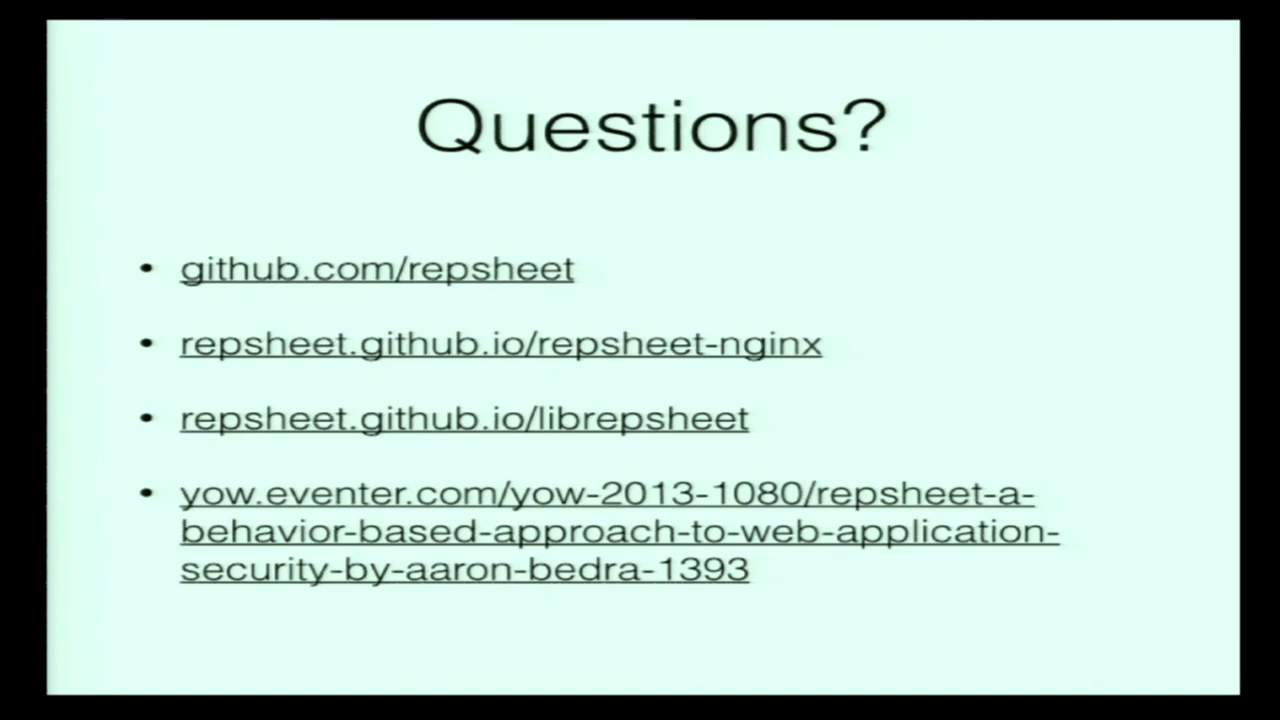 Questions?
• github.com/repsheet
• repsheet.github.io/repsheet-nginx
• repsheet.github.io/librepsheet
• yow.eventer.com/yow-2013-1080/repsheet-a-
behavior-based-approach-to-web-application-
security-by-aaron-bedra-1393